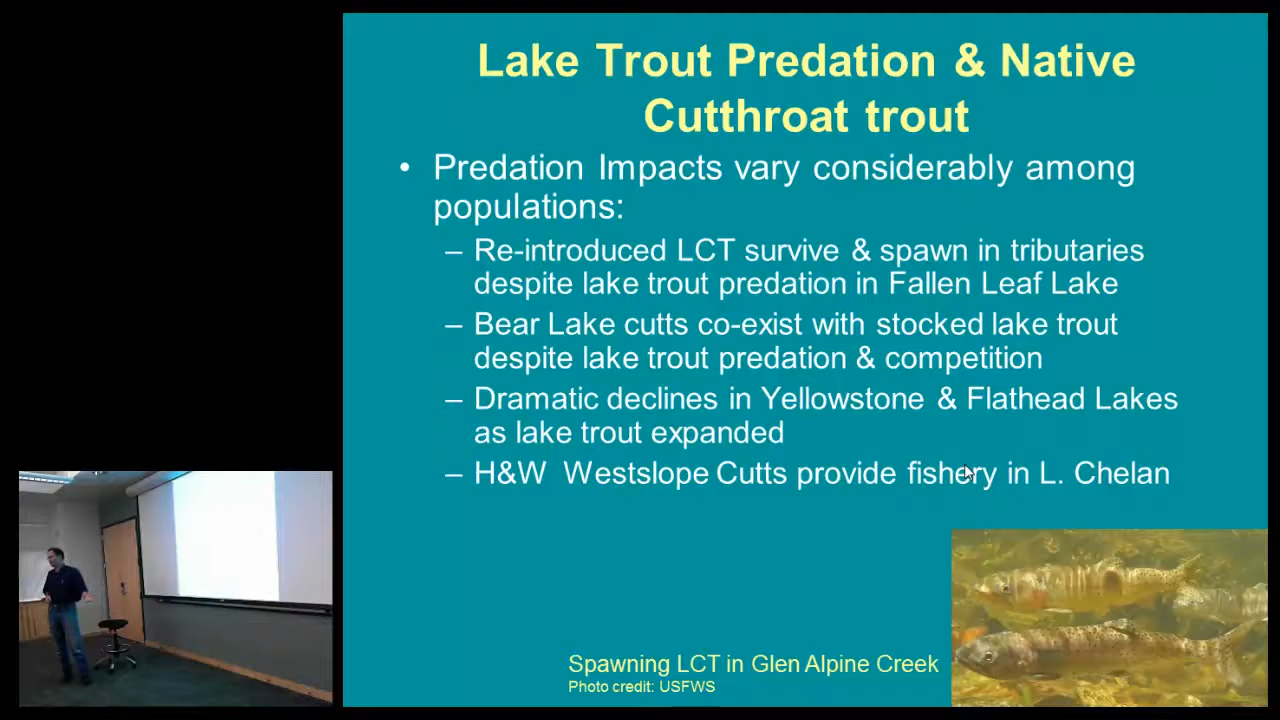 Lake Trout Predation & Native
Cutthroat trout
• Predation Impacts vary considerably among
populations:
– Re-introduced LCT survive & spawn in tributaries
despite lake trout predation in Fallen Leaf Lake
– Bear Lake cutts co-exist with stocked lake trout
despite lake trout predation & competition
– Dramatic declines in Yellowstone & Flathead Lakes
as lake trout expanded
– H&W Westslope Cutts provide fishery in L. Chelan
Spawning LCT in Glen Alpine Creek
Photo credit: USFWS